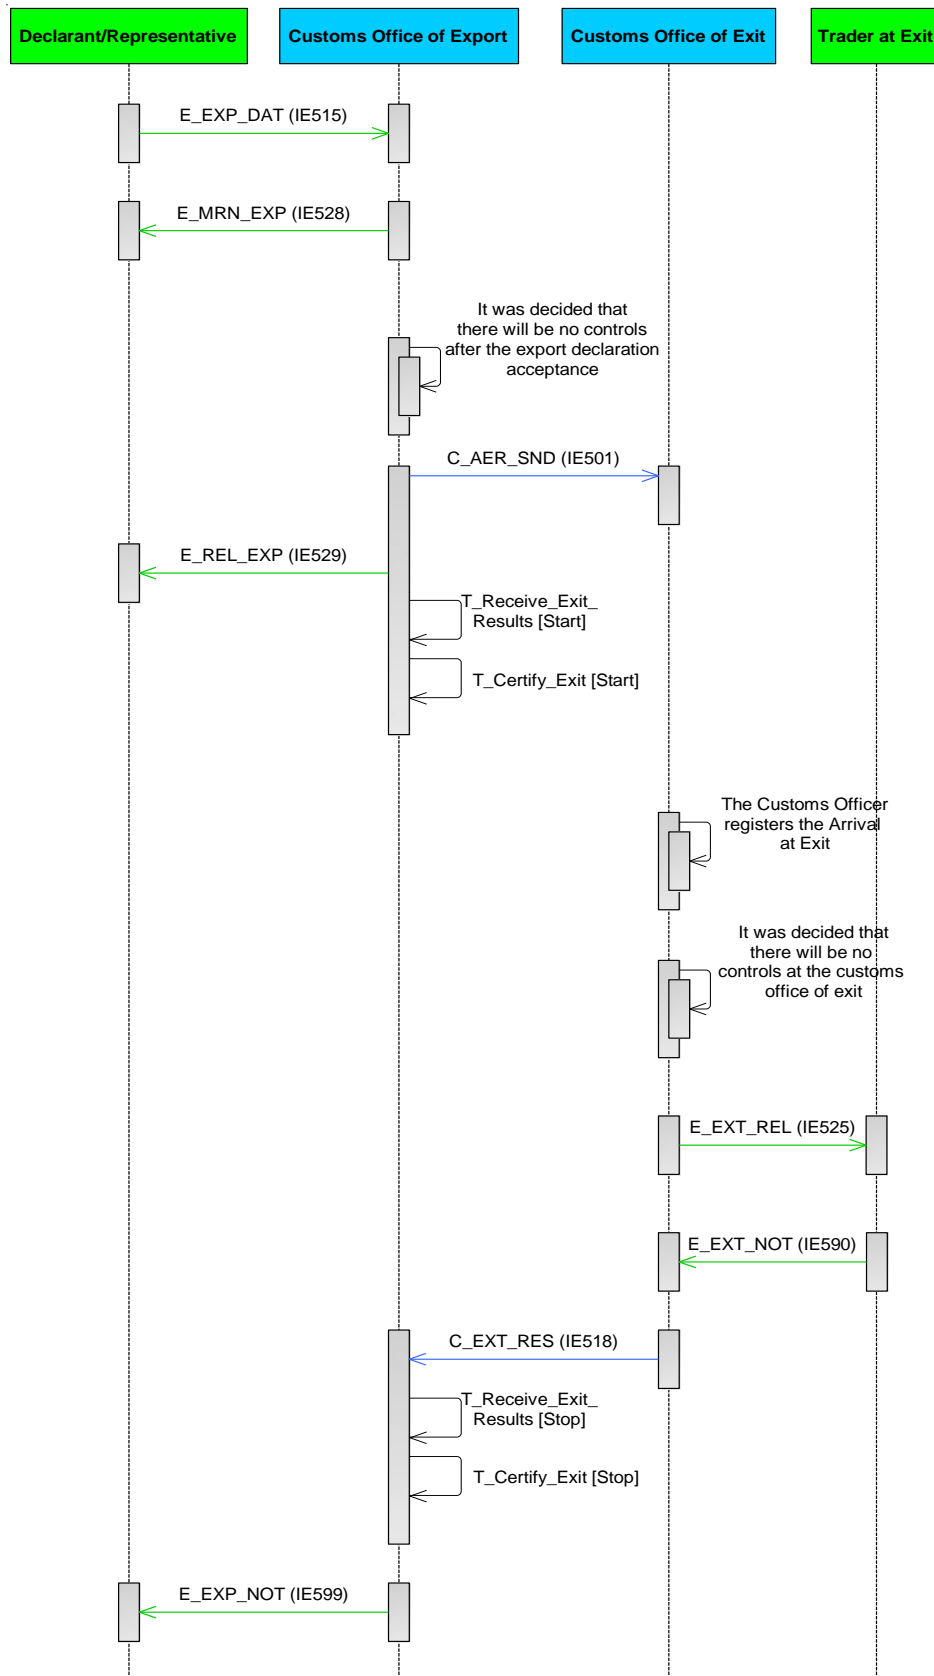 Declarant/Representative
Customs Office of Export
Customs Office of Exit
Trader at Exit
E_EXP_DAT (IE515)
E_MRN_EXP (IE528)
It was decided that
there will be no controls
after the export declaration
acceptance
C_AER_SND (IE501)
E_REL_EXP (IE529)
T_Receive_Exit_
Results [Start]
T_Certify_Exit [Start]
The Customs Officer
registers the Arrival
at Exit
It was decided that
there will be no
controls at the customs
office of exit
E_EXT_REL (IE525)
E_EXT_NOT (IE590)
C_EXT_RES (IE518)
T_Receive_Exit_
Results [Stop]
T_Certify_Exit [Stop]
E_EXP_NOT (IE599)